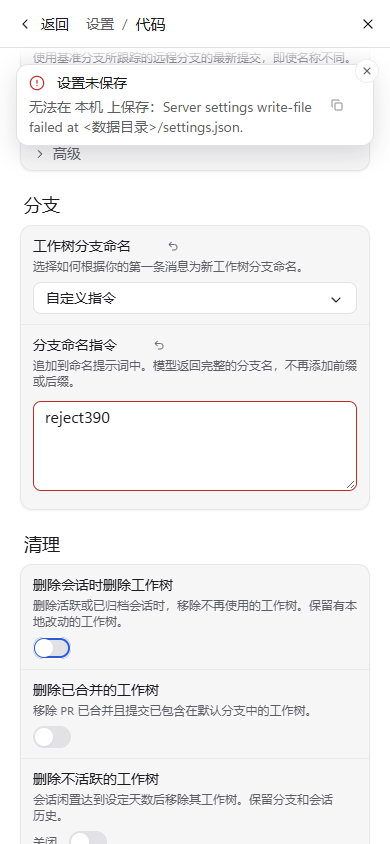 返回 设置 / 代码
使用基准分支所跟踪的远程分支的最新提交，即使名称不同。
设置未保存
无法在 本机 上保存：Server settings write-file
failed at <数据目录>/settings.json.
高级
分支
工作树分支命名
选择如何根据你的第一条消息为新工作树分支命名。
自定义指令
分支命名指令
追加到命名提示词中。模型返回完整的分支名，不再添加前缀
或后缀。
reject390
清理
删除会话时删除工作树
删除活跃或已归档会话时，移除不再使用的工作树。保留有本
地改动的工作树。
删除已合并的工作树
移除 PR 已合并且提交已包含在默认分支中的工作树。
删除不活跃的工作树
会话闲置达到设定天数后移除其工作树。保留分支和会话
历史。
关闭